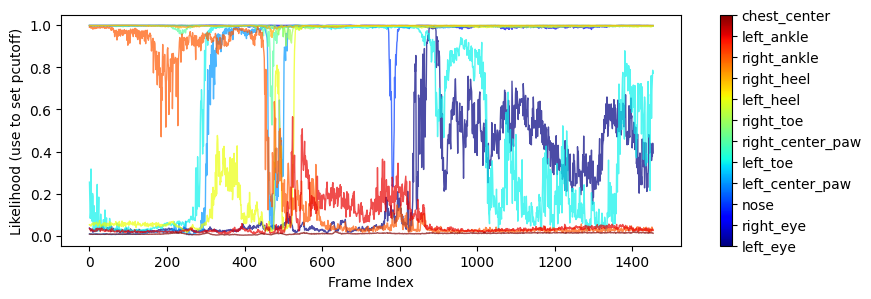 Likelihood (use to set pcutoff)
1.0
0.8
0.6
0.4
0.2
0.0
0
200
400
600
800
1000
1200
1400
Frame Index
chest_center
left_ankle
right_ankle
right_heel
left_heel
right_toe
right_center_paw
left_toe
left_center_paw
nose
right_eye
left_eye